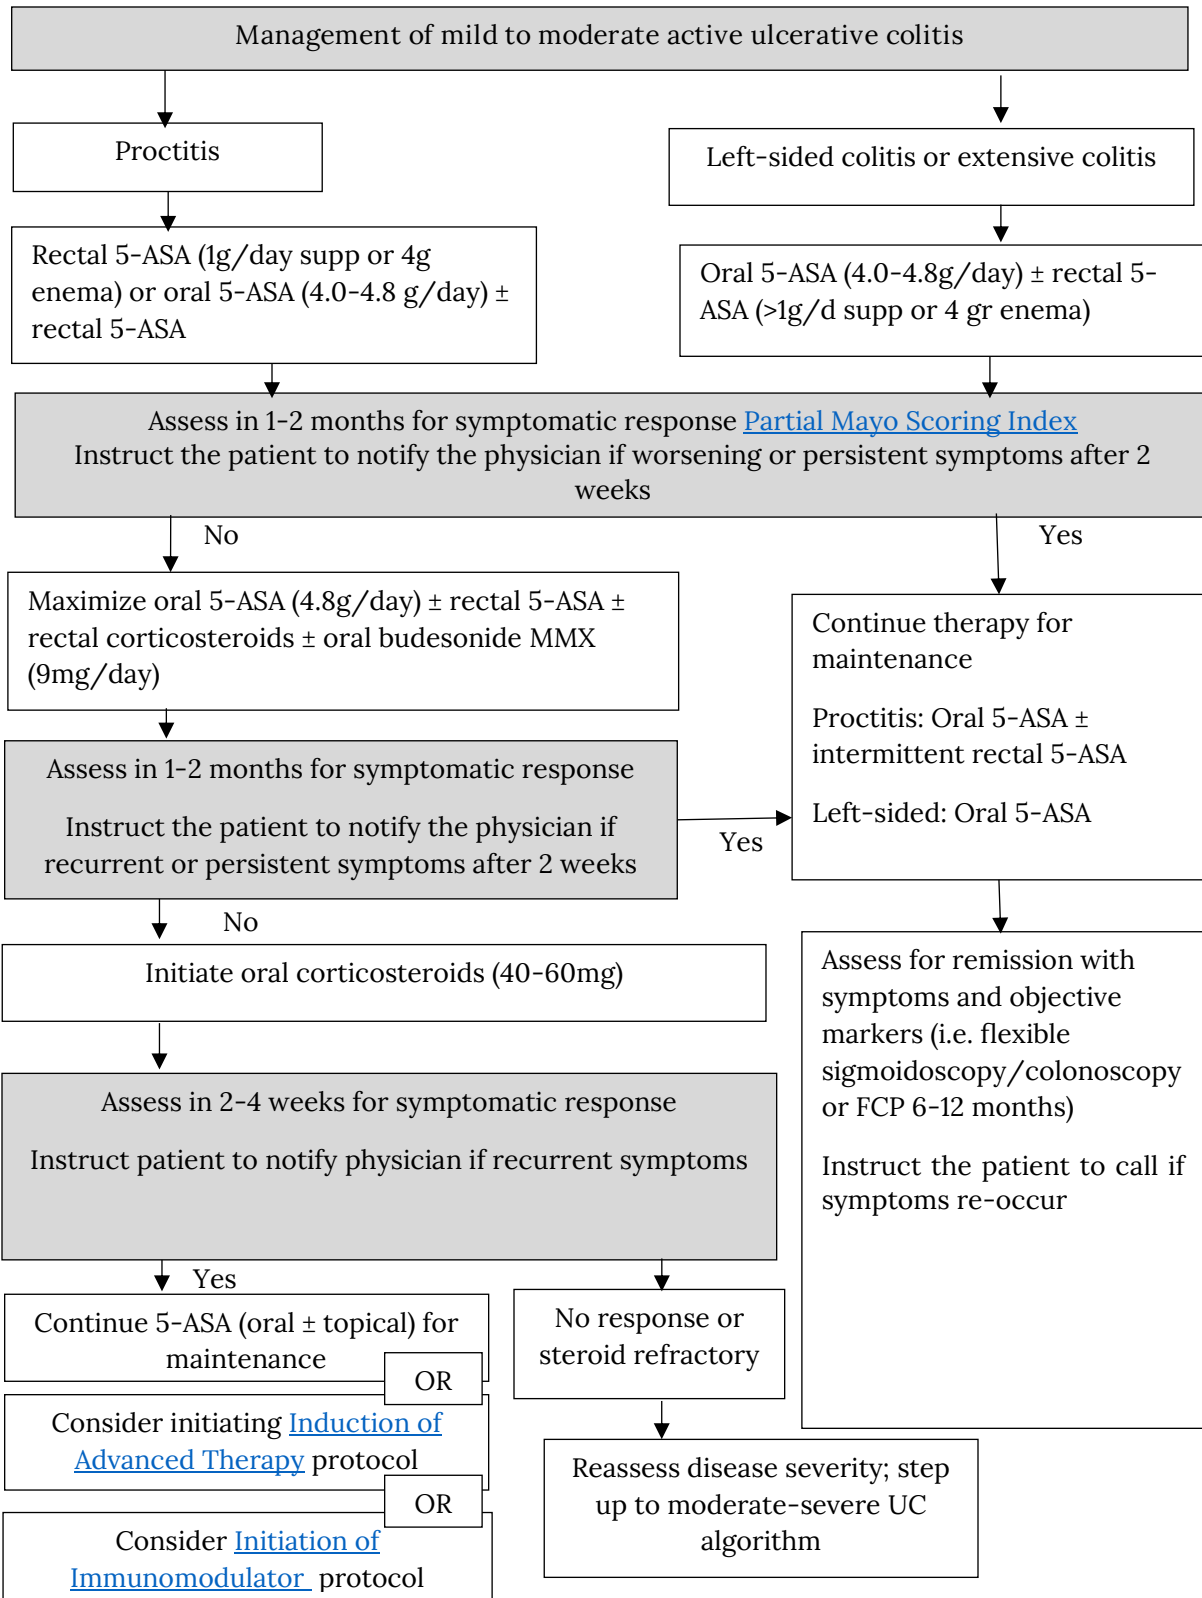 Management of mild to moderate active ulcerative colitis
Proctitis
Left-sided colitis or extensive colitis
Rectal 5-ASA (1g/day supp or 4g
enema) or oral 5-ASA (4.0-4.8 g/day) ±
rectal 5-ASA
Oral 5-ASA (4.0-4.8g/day) ± rectal 5-
ASA (>1g/d supp or 4 gr enema)
Assess in 1-2 months for symptomatic response Partial Mayo Scoring Index
Instruct the patient to notify the physician if worsening or persistent symptoms after 2
weeks
No
Yes
Maximize oral 5-ASA (4.8g/day) ± rectal 5-ASA ±
rectal corticosteroids ± oral budesonide MMX
(9mg/day)
Continue therapy for
maintenance
Proctitis: Oral 5-ASA ±
intermittent rectal 5-ASA
Left-sided: Oral 5-ASA
Assess in 1-2 months for symptomatic response
Instruct the patient to notify the physician if
recurrent or persistent symptoms after 2 weeks
Yes
No
Initiate oral corticosteroids (40-60mg)
Assess for remission with
symptoms and objective
markers (i.e. flexible
sigmoidoscopy/colonoscopy
or FCP 6-12 months)
Instruct the patient to call if
symptoms re-occur
Assess in 2-4 weeks for symptomatic response
Instruct patient to notify physician if recurrent symptoms
Yes
Continue 5-ASA (oral ± topical) for
maintenance
OR
Consider initiating Induction of
Advanced Therapy protocol
OR
Consider Initiation of
Immunomodulator protocol
No response or
steroid refractory
Reassess disease severity; step
up to moderate-severe UC
algorithm